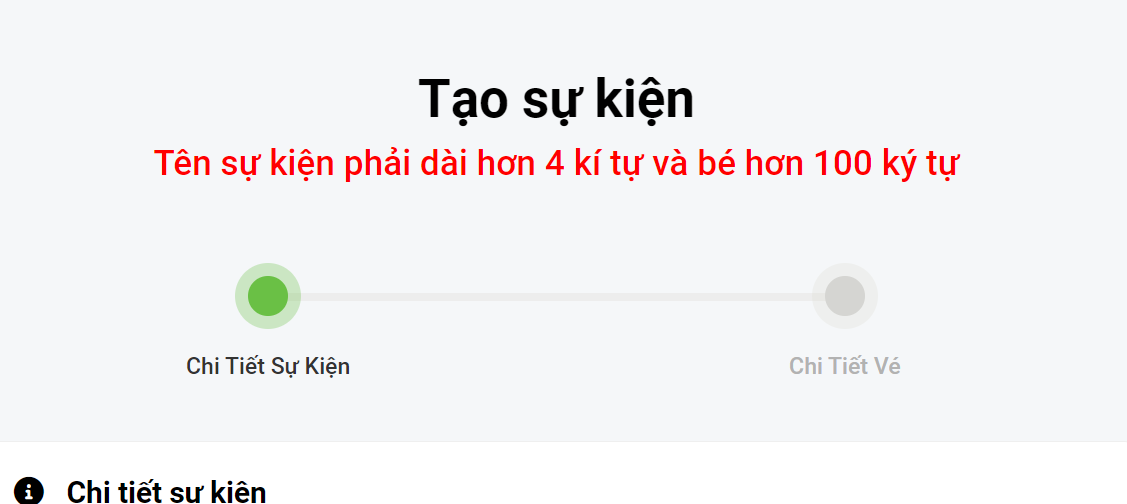 Tạo sự kiện
Tên sự kiện phải dài hơn 4 kí tự và bé hơn 100 ký tự
Chi Tiết Sự Kiện
Chi Tiết Vé
Chi tiết sự kiện